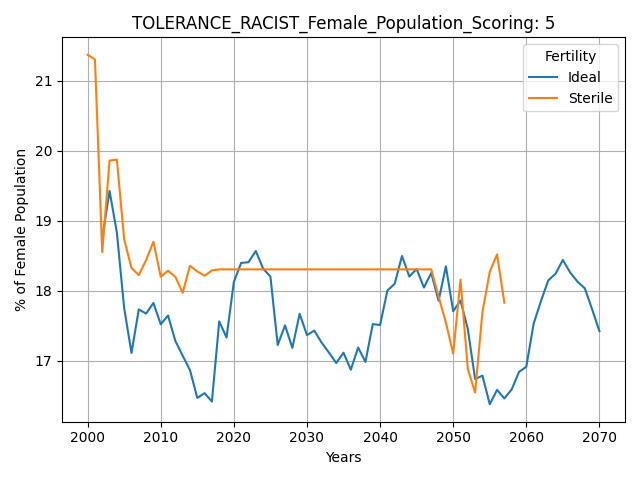 TOLERANCE_RACIST_Female_Population_Scoring: 5
Fertility
Ideal
Sterile
% of Female Population
21
20
19
18
17
2000 2010 2020 2030 2040 2050 2060 2070
Years